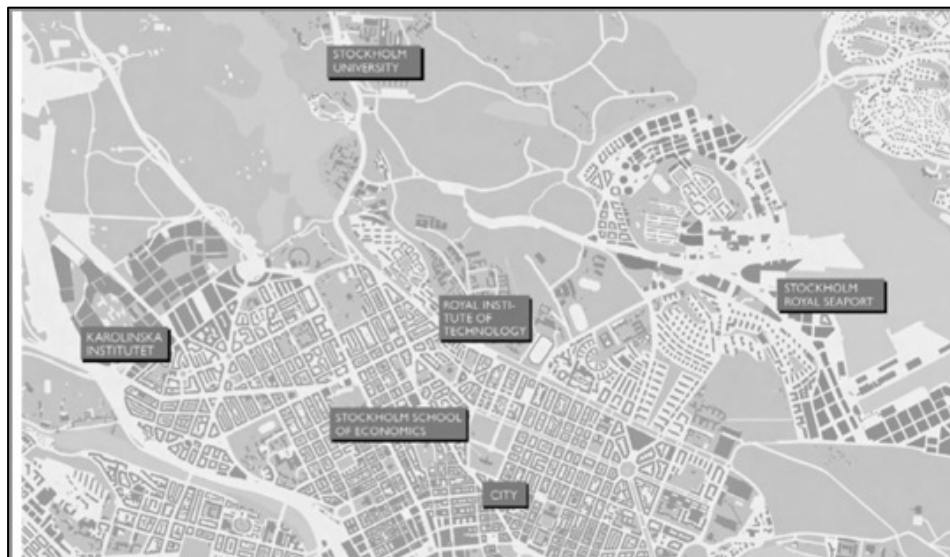 STOCKHOLM
UNIVERSITY
STOCKHOLM
ROYAL SEAPORT
ROYAL INSTI-
TUTE OF
TECHNOLOGY
KAROLINSKA
INSTITUTET
STOCKHOLM SCHOOL
OF ECONOMICS
CITY